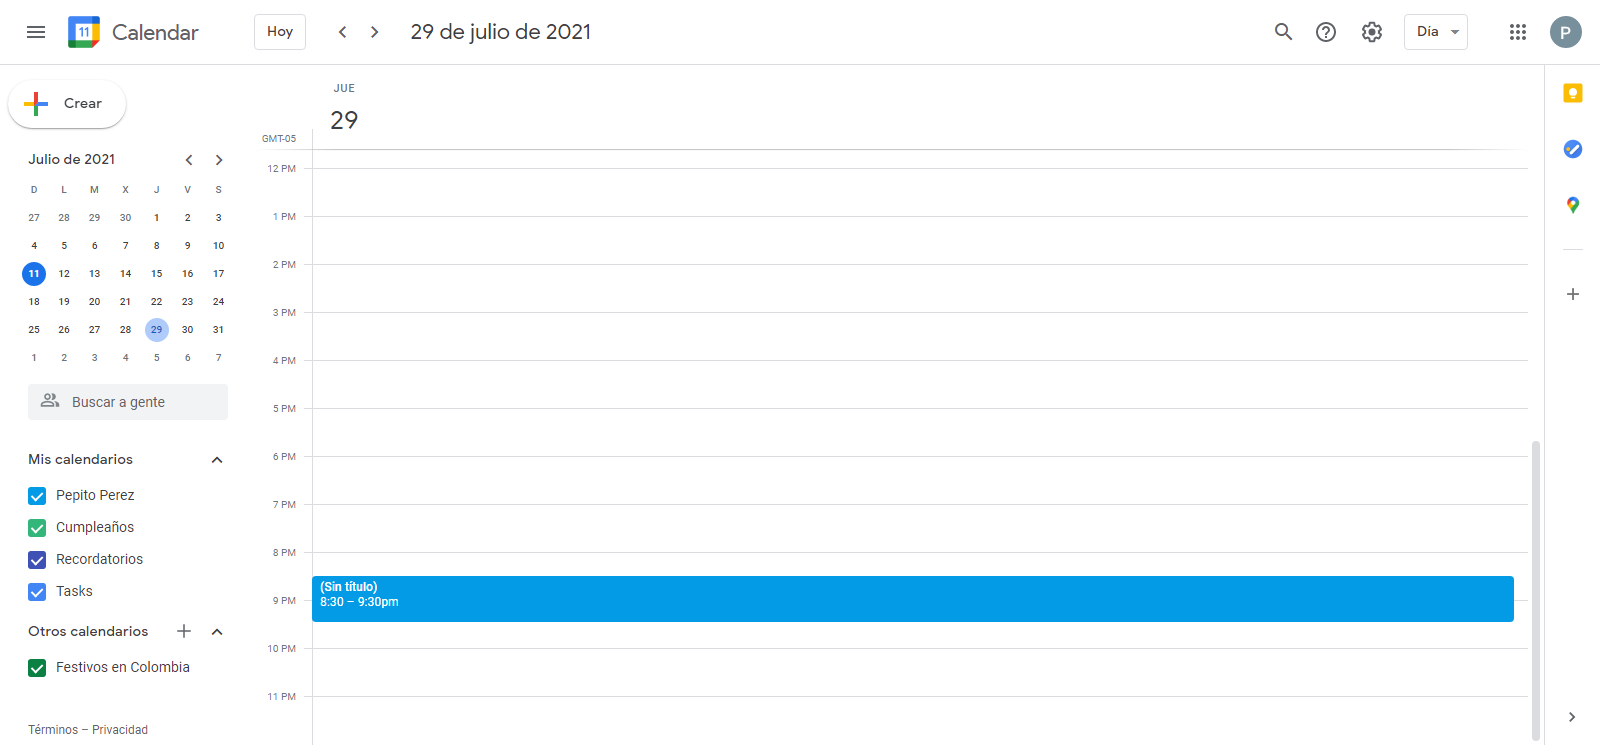 11 Calendar Hoy 29 de julio de 2021 Día P
Crear
Julio de 2021
D L M X J V S
27 28 29 30 1 2 3
4 5 6 7 8 9 10
11 12 13 14 15 16 17
18 19 20 21 22 23 24
25 26 27 28 29 30 31
1 2 3 4 5 6 7
Buscar a gente
Mis calendarios
Pepito Perez
Cumpleaños
Recordatorios
Tasks
Otros calendarios
Festivos en Colombia
Términos – Privacidad
JUE
29
GMT-05
12 PM
1 PM
2 PM
3 PM
4 PM
5 PM
6 PM
7 PM
8 PM
(Sin título)
8:30 – 9:30pm
9 PM
10 PM
11 PM